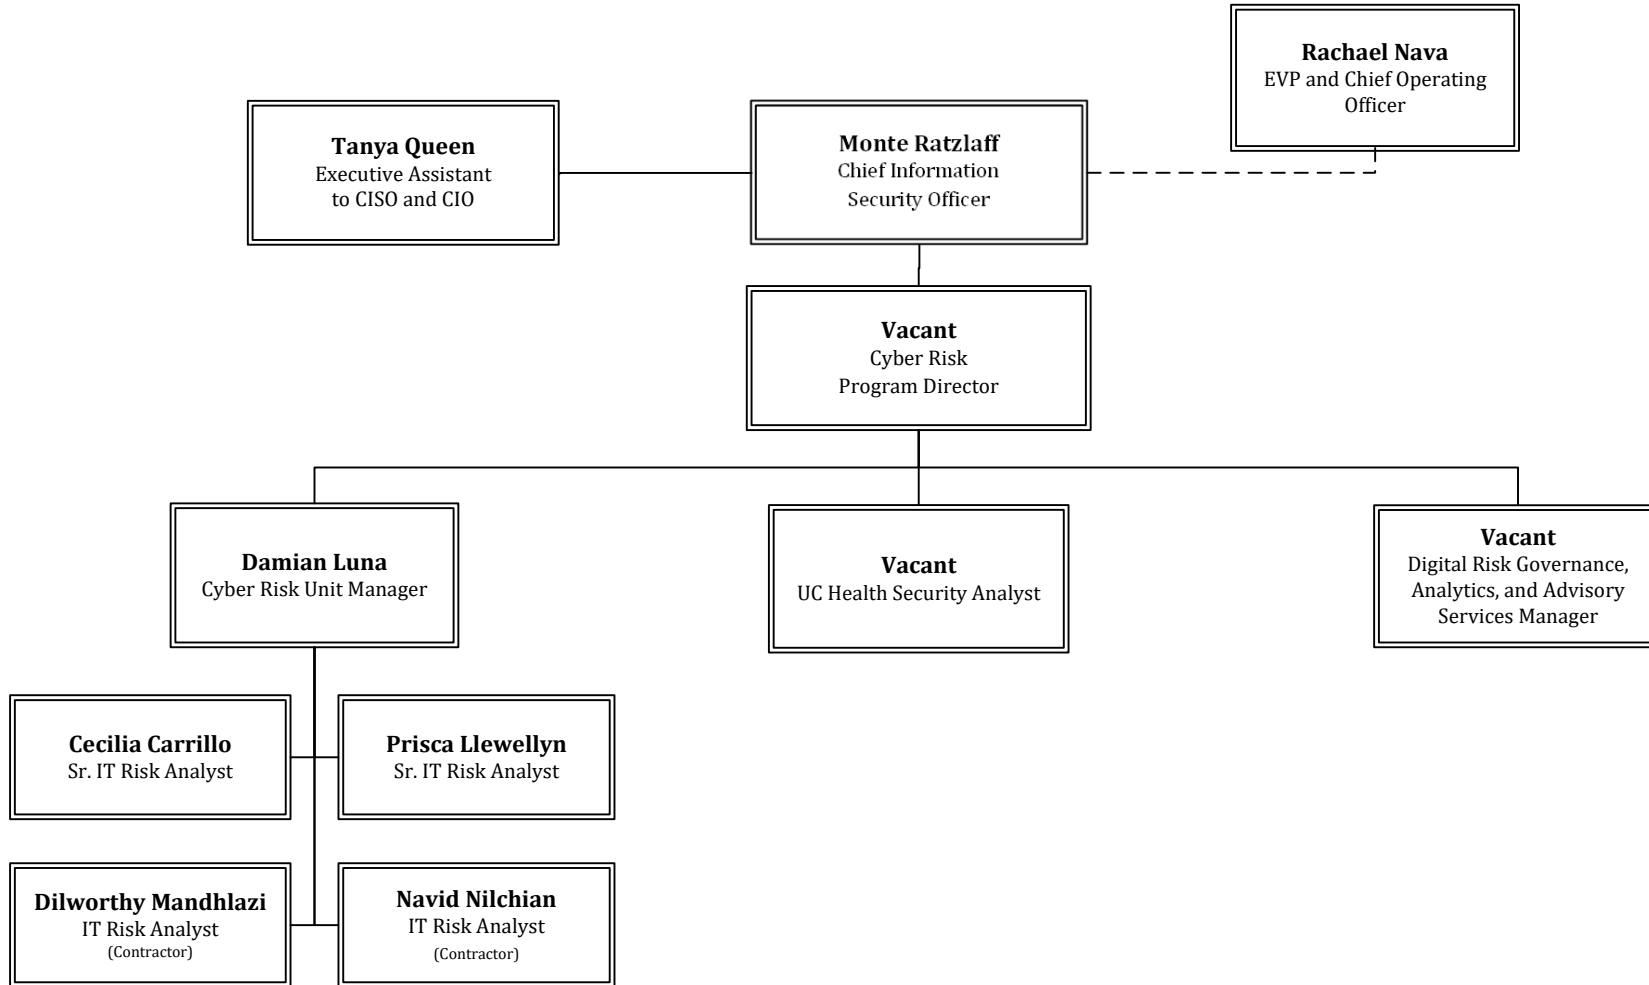 Rachael Nava
EVP and Chief Operating
Officer
Tanya Queen
Executive Assistant
to CISO and CIO
Monte Ratzlaff
Chief Information
Security Officer
Vacant
Cyber Risk
Program Director
Damian Luna
Cyber Risk Unit Manager
Vacant
UC Health Security Analyst
Vacant
Digital Risk Governance,
Analytics, and Advisory
Services Manager
Cecilia Carrillo
Sr. IT Risk Analyst
Prisca Llewellyn
Sr. IT Risk Analyst
Dilworthy Mandhlazi
IT Risk Analyst
(Contractor)
Navid Nilchian
IT Risk Analyst
(Contractor)